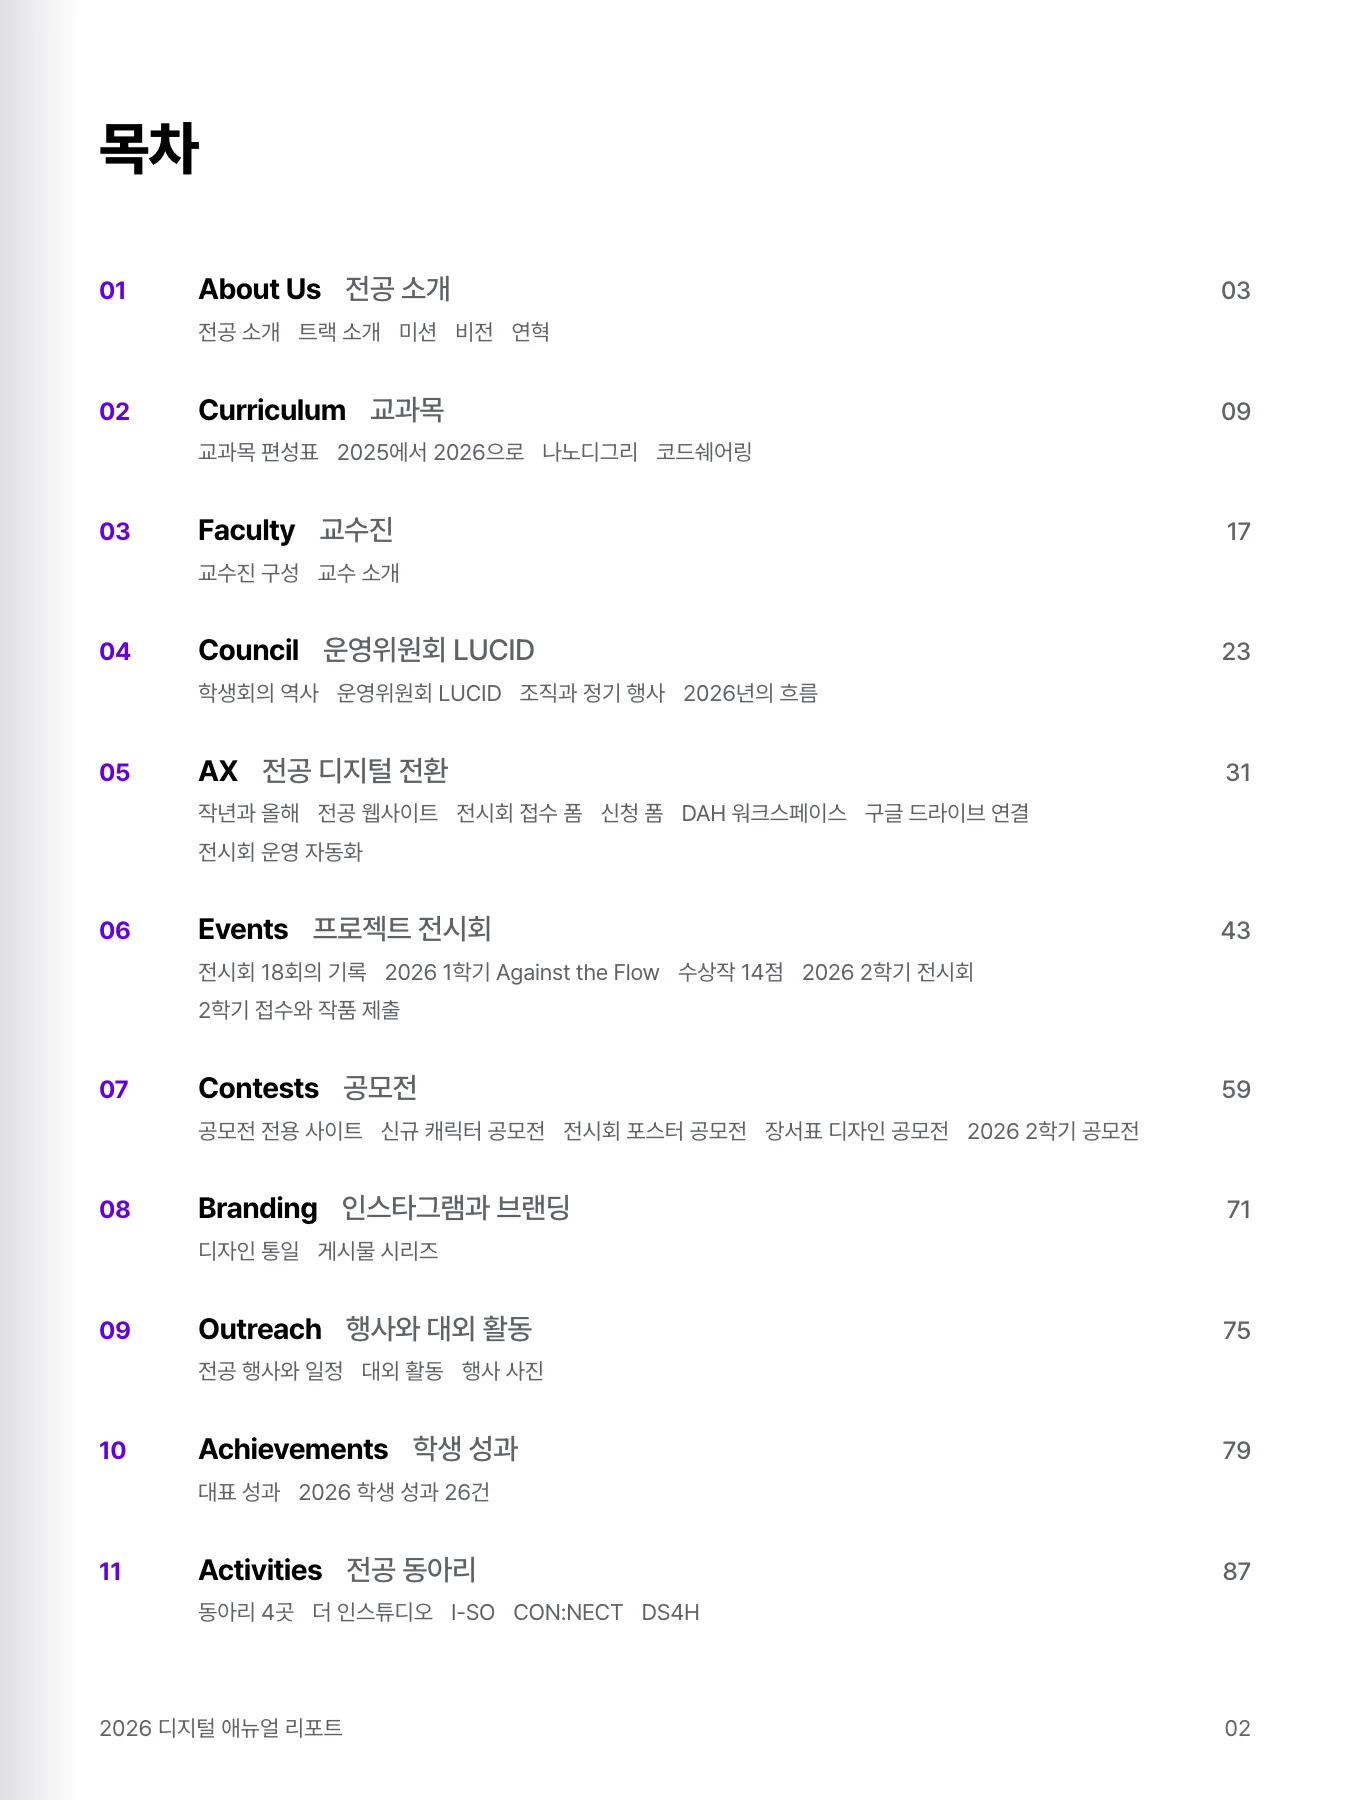 목차
01 About Us 전공 소개 03
전공 소개 트랙 소개 미션 비전 연혁
02 Curriculum 교과목 09
교과목 편성표 2025에서 2026으로 나노디그리 코드쉐어링
03 Faculty 교수진 17
교수진 구성 교수 소개
04 Council 운영위원회 LUCID 23
학생회의 역사 운영위원회 LUCID 조직과 정기 행사 2026년의 흐름
05 AX 전공 디지털 전환 31
작년과 올해 전공 웹사이트 전시회 접수 폼 신청 폼 DAH 워크스페이스 구글 드라이브 연결
전시회 운영 자동화
06 Events 프로젝트 전시회 43
전시회 18회의 기록 2026 1학기 Against the Flow 수상작 14점 2026 2학기 전시회
2학기 접수와 작품 제출
07 Contests 공모전 59
공모전 전용 사이트 신규 캐릭터 공모전 전시회 포스터 공모전 장서표 디자인 공모전 2026 2학기 공모전
08 Branding 인스타그램과 브랜딩 71
디자인 통일 게시물 시리즈
09 Outreach 행사와 대외 활동 75
전공 행사와 일정 대외 활동 행사 사진
10 Achievements 학생 성과 79
대표 성과 2026 학생 성과 26건
11 Activities 전공 동아리 87
동아리 4곳 더 인스튜디오 I-SO CON:NECT DS4H
2026 디지털 애뉴얼 리포트 02